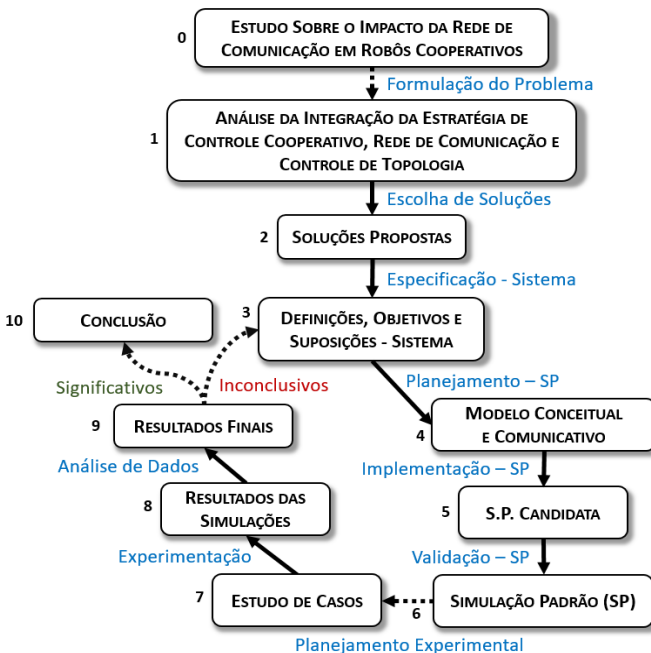 0
ESTUDO SOBRE O IMPACTO DA REDE DE
COMUNICAÇÃO EM ROBÔS COOPERATIVOS
Formulação do Problema
1
ANÁLISE DA INTEGRAÇÃO DA ESTRATÉGIA DE
CONTROLE COOPERATIVO, REDE DE COMUNICAÇÃO E
CONTROLE DE TOPOLOGIA
Escolha de Soluções
2
SOLUÇÕES PROPOSTAS
Especificação - Sistema
3
DEFINIÇÕES, OBJETIVOS E
SUPOSIÇÕES - SISTEMA
Planejamento – SP
4
MODELO CONCEITUAL
E COMUNICATIVO
Implementação – SP
5
S.P. CANDIDATA
Validação – SP
6
SIMULAÇÃO PADRÃO (SP)
Planejamento Experimental
7
ESTUDO DE CASOS
Experimentação
8
RESULTADOS DAS
SIMULAÇÕES
Análise de Dados
9
RESULTADOS FINAIS
Significativos
Inconclusivos
10
CONCLUSÃO